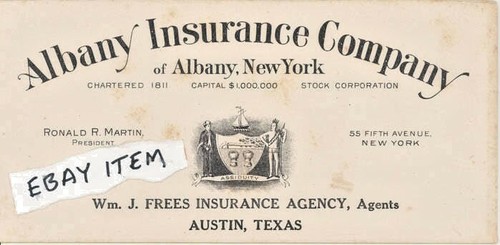 Albany Insurance Company
of Albany, New York
CHARTERED 1811 CAPITAL $1,000,000 STOCK CORPORATION
RONALD R. MARTIN,
PRESIDENT
55 FIFTH AVENUE,
NEW YORK
EBAY ITEM
ASSIDUITY
Wm. J. FREES INSURANCE AGENCY, Agents
AUSTIN, TEXAS